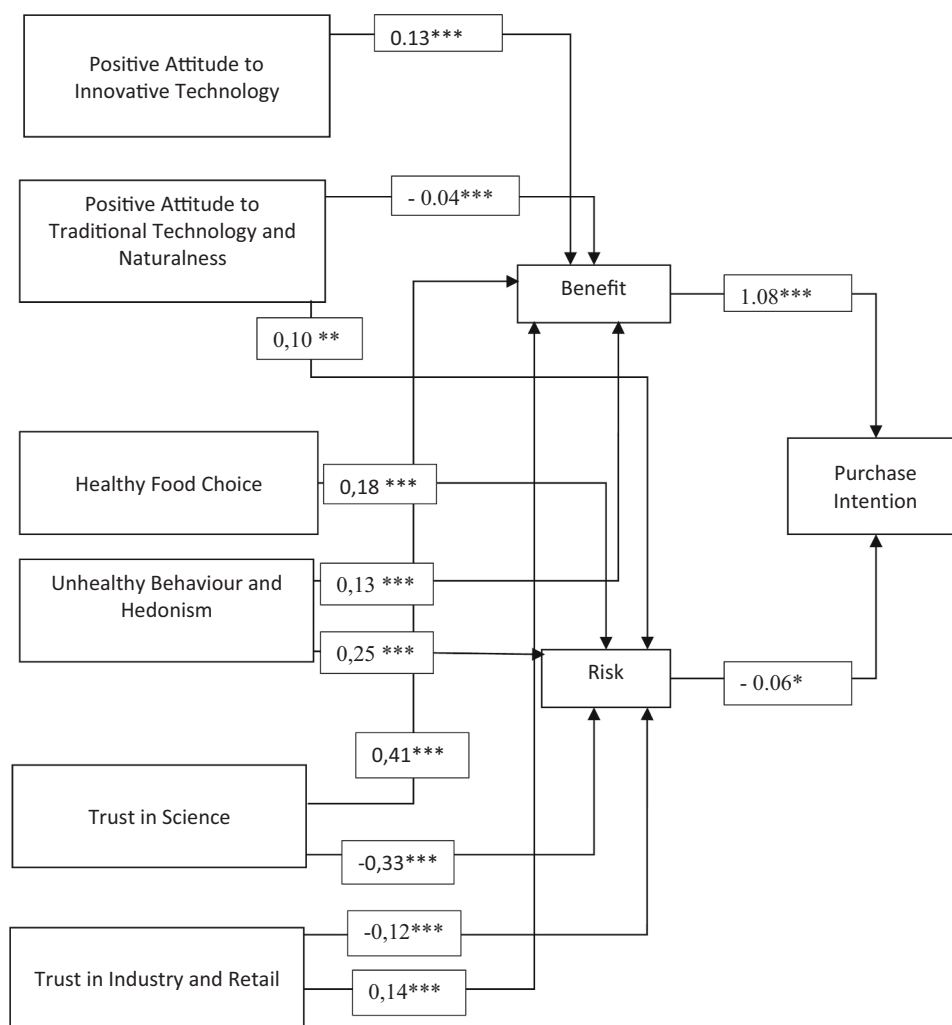 0.13***
Positive Attitude to
Innovative Technology
- 0.04***
Positive Attitude to
Traditional Technology and
Naturalness
Benefit
1.08***
0,10 **
Healthy Food Choice
0,18 ***
Purchase
Intention
Unhealthy Behaviour and
Hedonism
0,13 ***
0,25 ***
Risk
- 0.06*
0,41***
Trust in Science
-0,33***
-0,12***
Trust in Industry and Retail
0,14***